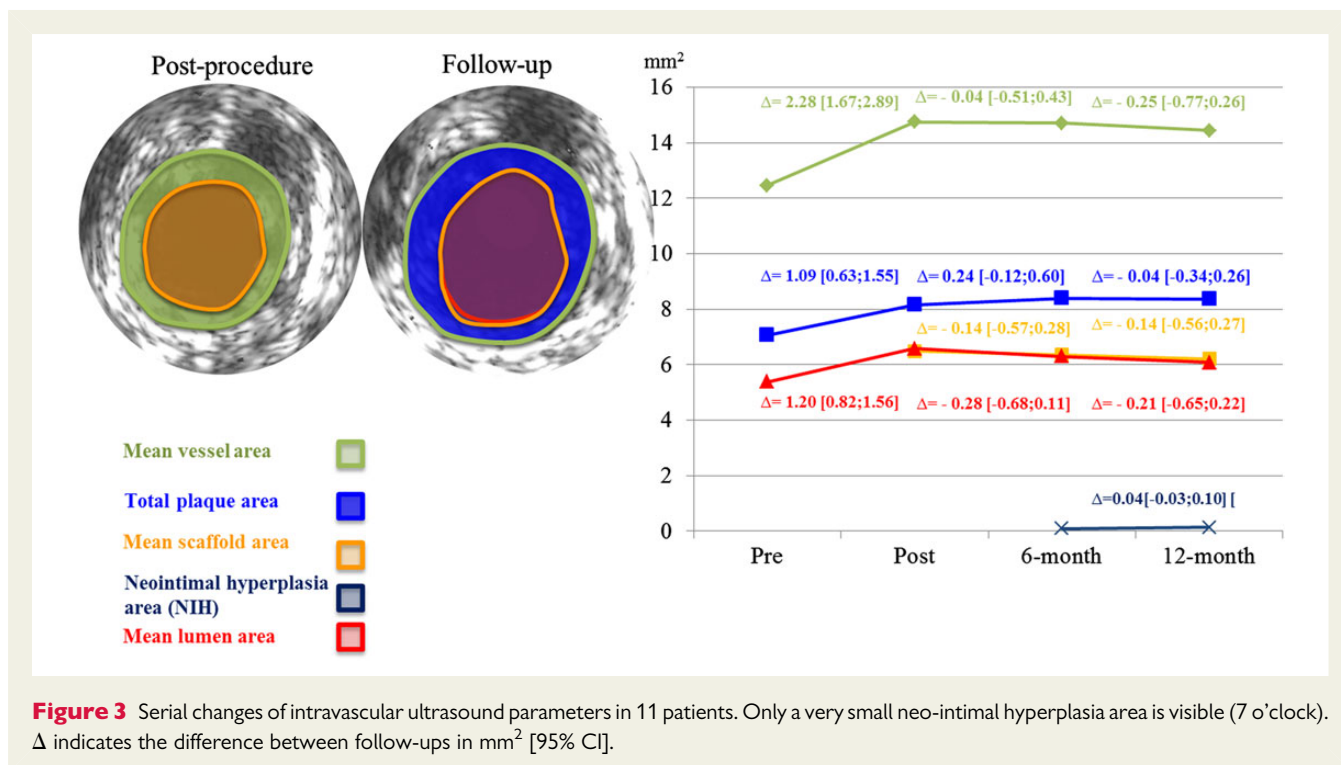 Post-procedure
Follow-up
mm²
16
14
12
10
8
6
4
2
0
Δ= 2.28 [1.67;2.89]
Δ= - 0.04 [-0.51;0.43]
Δ= - 0.25 [-0.77;0.26]
Δ= 1.09 [0.63;1.55]
Δ= 0.24 [-0.12;0.60]
Δ= - 0.04 [-0.34;0.26]
Δ= - 0.14 [-0.57;0.28]
Δ= - 0.14 [-0.56;0.27]
Δ= 1.20 [0.82;1.56]
Δ= - 0.28 [-0.68;0.11]
Δ= - 0.21 [-0.65;0.22]
Δ=0.04[-0.03;0.10] [
Pre
Post
6-month
12-month
Mean vessel area
Total plaque area
Mean scaffold area
Neointimal hyperplasia
area (NIH)
Mean lumen area
Figure 3 Serial changes of intravascular ultrasound parameters in 11 patients. Only a very small neo-intimal hyperplasia area is visible (7 o'clock).
Δ indicates the difference between follow-ups in mm² [95% CI].